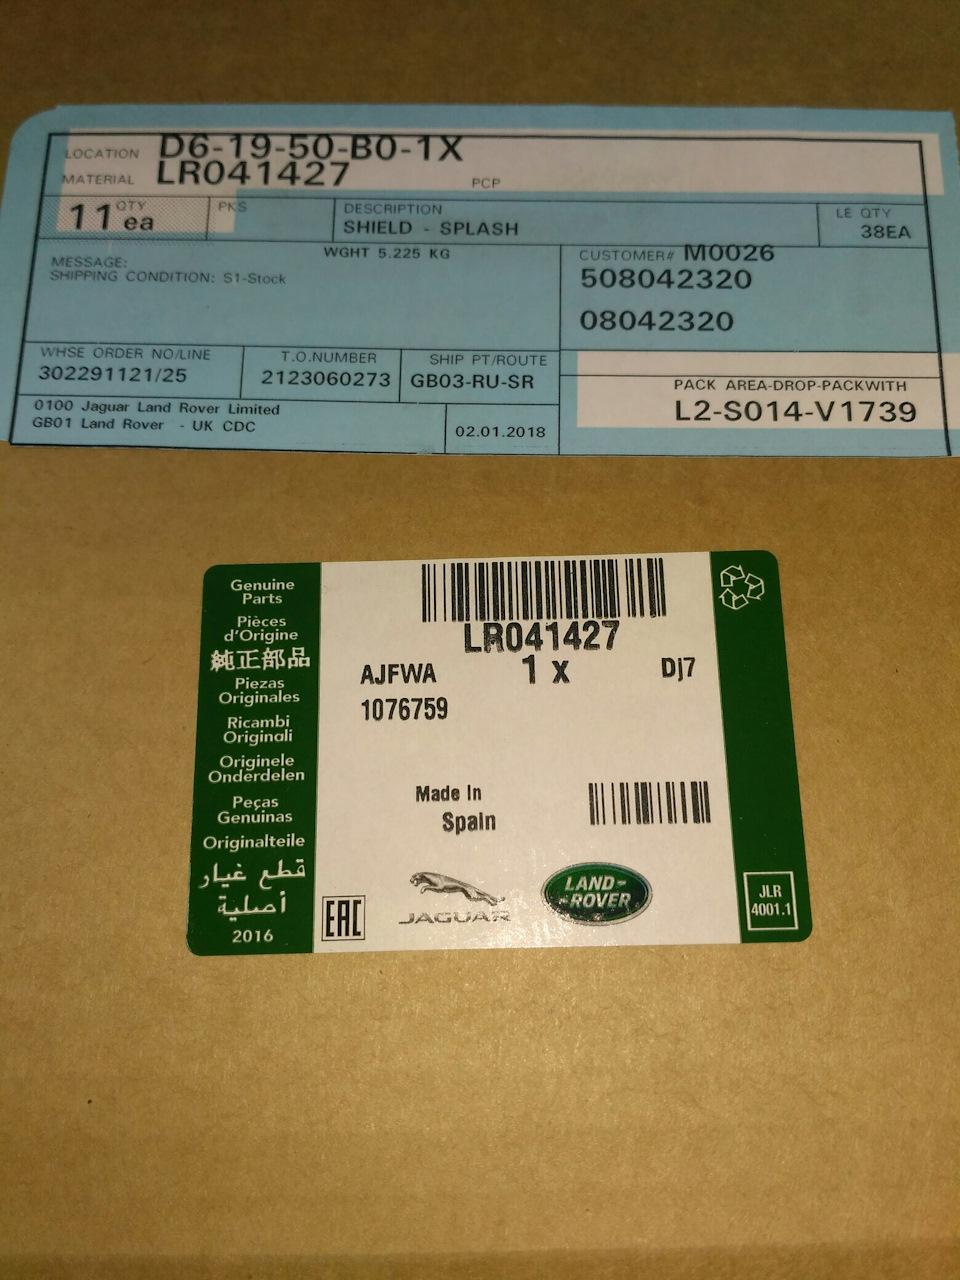 LOCATION D6-19-50-B0-1X
MATERIAL LR041427
PCP
QTY 11 ea
PKS
DESCRIPTION
SHIELD - SPLASH
LE QTY
38EA
WGHT 5.225 KG
MESSAGE:
SHIPPING CONDITION: S1-Stock
CUSTOMER# M0026
508042320
08042320
WHSE ORDER NO/LINE
302291121/25
T.O.NUMBER
2123060273
SHIP PT/ROUTE
GB03-RU-SR
PACK AREA-DROP-PACKWITH
L2-S014-V1739
0100 Jaguar Land Rover Limited
GB01 Land Rover - UK CDC
02.01.2018
Genuine
Parts
Pièces
d'Origine
純正部品
Piezas
Originales
Ricambi
Originali
Originele
Onderdelen
Peças
Genuinas
Originalteile
قطع غيار
أصلية
2016
LR041427
AJFWA 1 x Dj7
1076759
Made In
Spain
EAC
JAGUAR
LAND-
-ROVER
JLR
4001.1